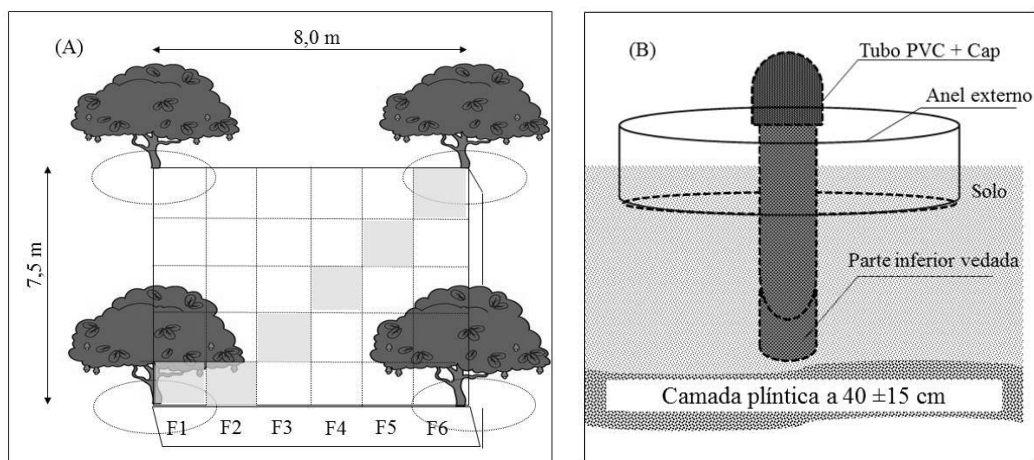 (A)
8,0 m
7,5 m
F1 F2 F3 F4 F5 F6
(B)
Tubo PVC + Cap
Anel externo
Solo
Parte inferior vedada
Camada plíntica a 40 ±15 cm